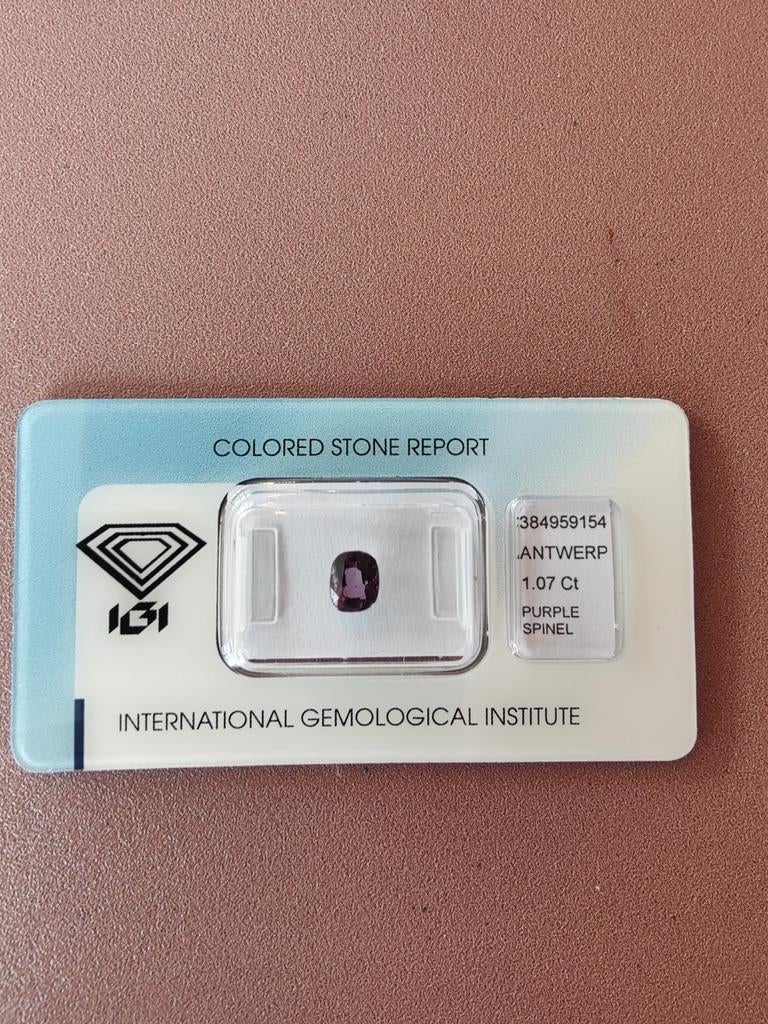 COLORED STONE REPORT
IGI
384959154
ANTWERP
1.07 Ct
PURPLE
SPINEL
INTERNATIONAL GEMOLOGICAL INSTITUTE